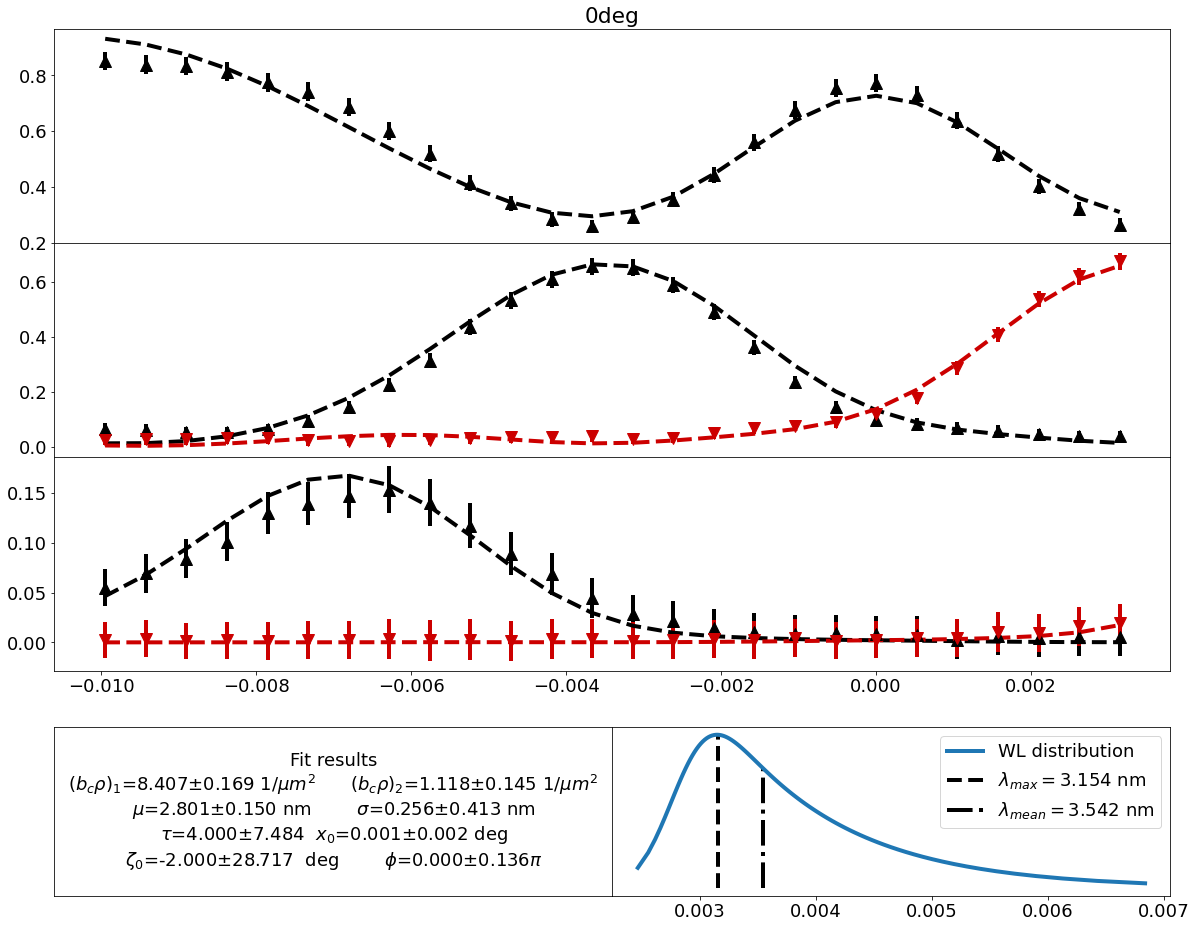 0deg
0.8
0.6
0.4
0.2
0.6
0.4
0.2
0.0
0.15
0.10
0.05
0.00
−0.010 −0.008 −0.006 −0.004 −0.002 0.000 0.002
Fit results
(b_cρ)_1=8.407±0.169 1/μm^2 (b_cρ)_2=1.118±0.145 1/μm^2
μ=2.801±0.150 nm σ=0.256±0.413 nm
τ=4.000±7.484 x_0=0.001±0.002 deg
ζ_0=-2.000±28.717 deg ϕ=0.000±0.136π
WL distribution
λ_max = 3.154 nm
λ_mean = 3.542 nm
0.003 0.004 0.005 0.006 0.007